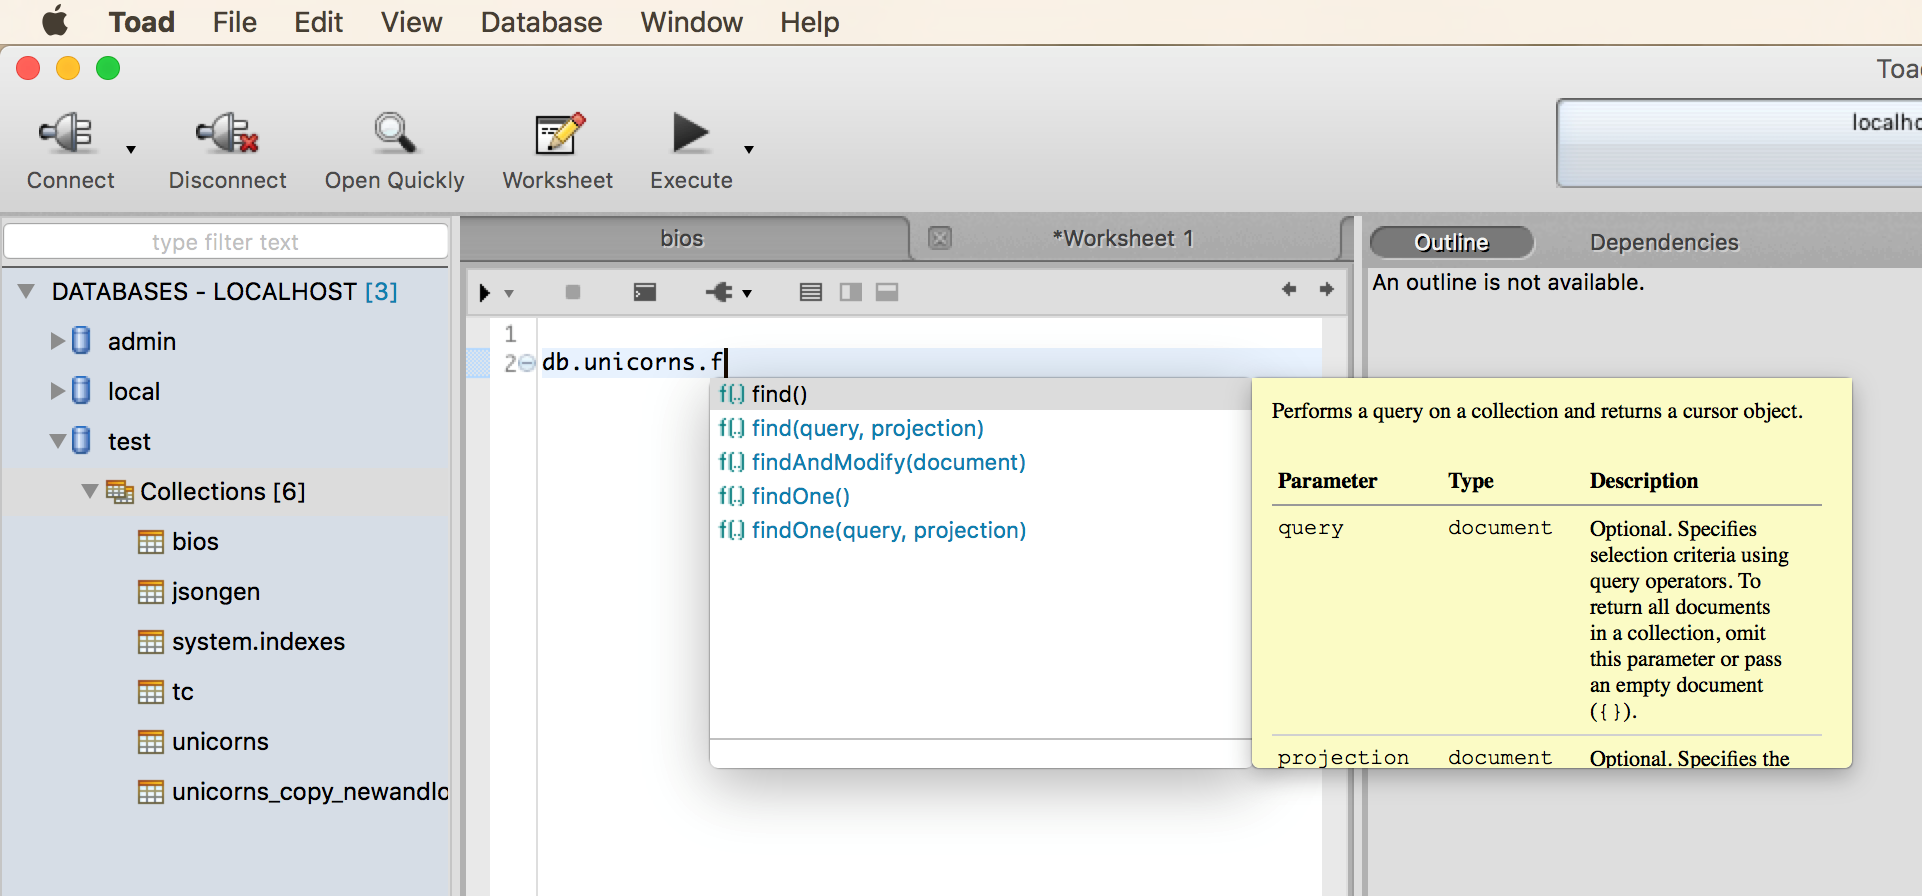 Toad File Edit View Database Window Help
Toa
localho
Connect Disconnect Open Quickly Worksheet Execute
type filter text
DATABASES - LOCALHOST [3]
admin
local
test
Collections [6]
bios
jsongen
system.indexes
tc
unicorns
unicorns_copy_newandlo
bios *Worksheet 1
1
2 db.unicorns.f
f(.) find()
f(.) find(query, projection)
f(.) findAndModify(document)
f(.) findOne()
f(.) findOne(query, projection)
Outline Dependencies
An outline is not available.
Performs a query on a collection and returns a cursor object.
Parameter Type Description
query document Optional. Specifies
selection criteria using
query operators. To
return all documents
in a collection, omit
this parameter or pass
an empty document
({}).
projection document Optional. Specifies the